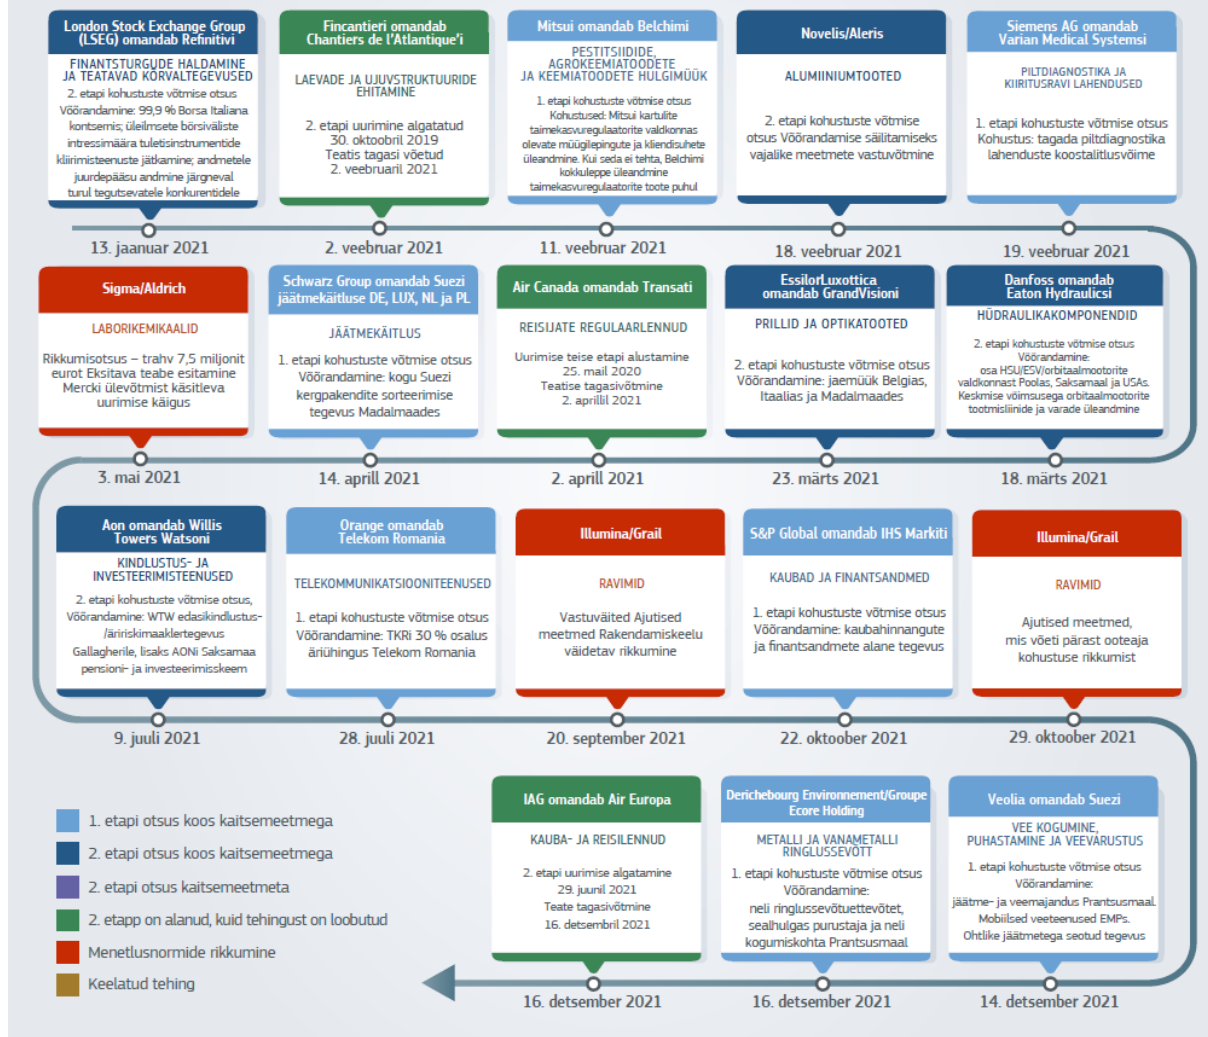 London Stock Exchange Group
(LSEG) omandab Refinitivi
FINANTSTURGUDE HALDAMINE
JA TEATAVAD KÕRVALTEGEVUSED
2. etapi kohustuste võtmise otsus
Võõrandamine: 99,9 % Borsa Italiana
kontsernis; üleilmsete börsiväliste
intressimäära tuletisinstrumentide
kliirimisteenuste jätkamine; andmetele
juurdepääsu andmine järgneval
turul tegutsevatele konkurentidele
13. jaanuar 2021
Fincantieri omandab
Chantiers de l'Atlantique'i
LAEVADE JA UJUVSTRUKTUURIDE
EHITAMINE
2. etapi uurimine algatatud
30. oktoobril 2019
Teatis tagasi võetud
2. veebruaril 2021
2. veebruar 2021
Mitsui omandab Belchimi
PESTITSIIDIDE,
AGROKEEMIATOODETE
JA KEEMIATOODETE HULGIMÜÜK
1. etapi kohustuste võtmise otsus
Kohustused: Mitsui kartulite
taimekasvuregulaatorite valdkonnas
olevate müügilepingute ja kliendisuhete
üleandmine. Kui seda ei tehta, Belchimi
kokkuleppe üleandmine
taimekasvuregulaatorite toote puhul
11. veebruar 2021
Novelis/Aleris
ALUMIINIUMTOOTED
2. etapi kohustuste võtmise
otsus Võõrandamise säilitamiseks
vajalike meetmete vastuvõtmine
18. veebruar 2021
Siemens AG omandab
Varian Medical Systemsi
PILTDIAGNOSTIKA JA
KIIRITUSRAVI LAHENDUSED
1. etapi kohustuste võtmise otsus
Kohustus: tagada piltdiagnostika
lahenduste koostalitlusvõime
19. veebruar 2021
Sigma/Aldrich
LABORIKEMIKAALID
Rikkumisotsus – trahv 7,5 miljonit
eurot Eksitava teabe esitamine
Mercki ülevõtmist käsitleva
uurimise käigus
3. mai 2021
Schwarz Group omandab Suezi
jäätmekäitluse DE, LUX, NL ja PL
JÄÄTMEKÄITLUS
1. etapi kohustuste võtmise otsus
Võõrandamine: kogu Suezi
kergpakendite sorteerimise
tegevus Madalmaades
14. aprill 2021
Air Canada omandab Transati
REISIJATE REGULAARLENNUD
Uurimise teise etapi alustamine
25. mail 2020
Teatise tagasivõtmine
2. aprillil 2021
2. aprill 2021
EssilorLuxottica
omandab GrandVisioni
PRILLID JA OPTIKATOOTED
2. etapi kohustuste võtmise otsus
Võõrandamine: jaemüük Belgias,
Itaalias ja Madalmaades
23. märts 2021
Danfoss omandab
Eaton Hydraulicsi
HÜDRAULIKAKOMPONENDID
2. etapi kohustuste võtmise otsus
Võõrandamine:
osa HSU/ESV/orbitaalmootorite
valdkonnast Poolas, Saksamaal ja USAs.
Keskmise võimsusega orbitaalmootorite
tootmisliinide ja varade üleandmine
18. märts 2021
Aon omandab Willis
Towers Watsoni
KINDLUSTUS- JA
INVESTEERIMISTEENUSED
2. etapi kohustuste võtmise otsus,
Võõrandamine: WTW edasikindlustus-
/äririskimaaklertegevus
Gallagherile, lisaks AONi Saksamaa
pensioni- ja investeerimisskeem
9. juuli 2021
Orange omandab
Telekom Romania
TELEKOMMUNIKATSIOONITEENUSED
1. etapi kohustuste võtmise otsus
Võõrandamine: TKRi 30 % osalus
äriühingus Telekom Romania
28. juuli 2021
Illumina/Grail
RAVIMID
Vastuväited Ajutised
meetmed Rakendamiskeelu
väidetav rikkumine
20. september 2021
S&P Global omandab IHS Markiti
KAUBAD JA FINANTSANDMED
1. etapi kohustuste võtmise otsus
Võõrandamine: kaubahinnangute
ja finantsandmete alane tegevus
22. oktoober 2021
Illumina/Grail
RAVIMID
Ajutised meetmed,
mis võeti pärast ooteaja
kohustuse rikkumist
29. oktoober 2021
IAG omandab Air Europa
KAUBA- JA REISILENNUD
2. etapi uurimise algatamine
29. juunil 2021
Teate tagasivõtmine
16. detsembril 2021
16. detsember 2021
Derichebourg Environnement/Groupe
Ecore Holding
METALLI JA VANAMETALLI
RINGLUSSEVÕTT
1. etapi kohustuste võtmise otsus
Võõrandamine:
neli ringlussevõtuettevõtet,
sealhulgas purustaja ja neli
kogumiskohta Prantsusmaal
16. detsember 2021
Veolia omandab Suezi
VEE KOGUMINE,
PUHASTAMINE JA VEEVARUSTUS
1. etapi kohustuste võtmise otsus
Võõrandamine:
jäätme- ja veemajandus Prantsusmaal.
Mobiilsed veeteenused EMPs.
Ohtlike jäätmetega seotud tegevus
14. detsember 2021
1. etapi otsus koos kaitsemeetmega
2. etapi otsus koos kaitsemeetmega
2. etapi otsus kaitsemeetmeta
2. etapp on alanud, kuid tehingust on loobutud
Menetlusnormide rikkumine
Keelatud tehing